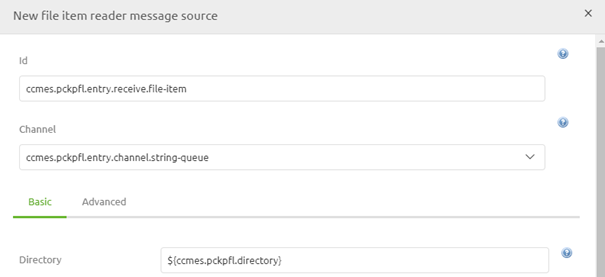 New file item reader message source
Id
ccmes.pckpfl.entry.receive.file-item
Channel
ccmes.pckpfl.entry.channel.string-queue
Basic Advanced
Directory ${ccmes.pckpfl.directory}